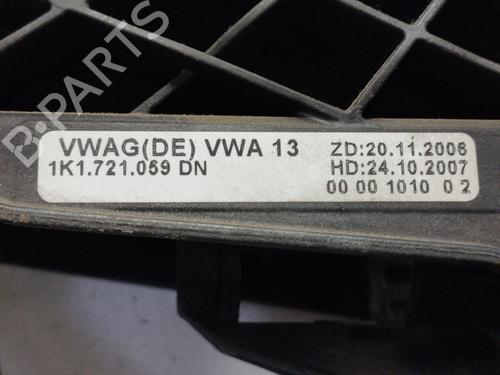 B-PARTS
VWAG(DE) VWA 13
ZD:20.11.2006
1K1.721.059 DN
HD:24.10.2007
00 00 1010 0 2